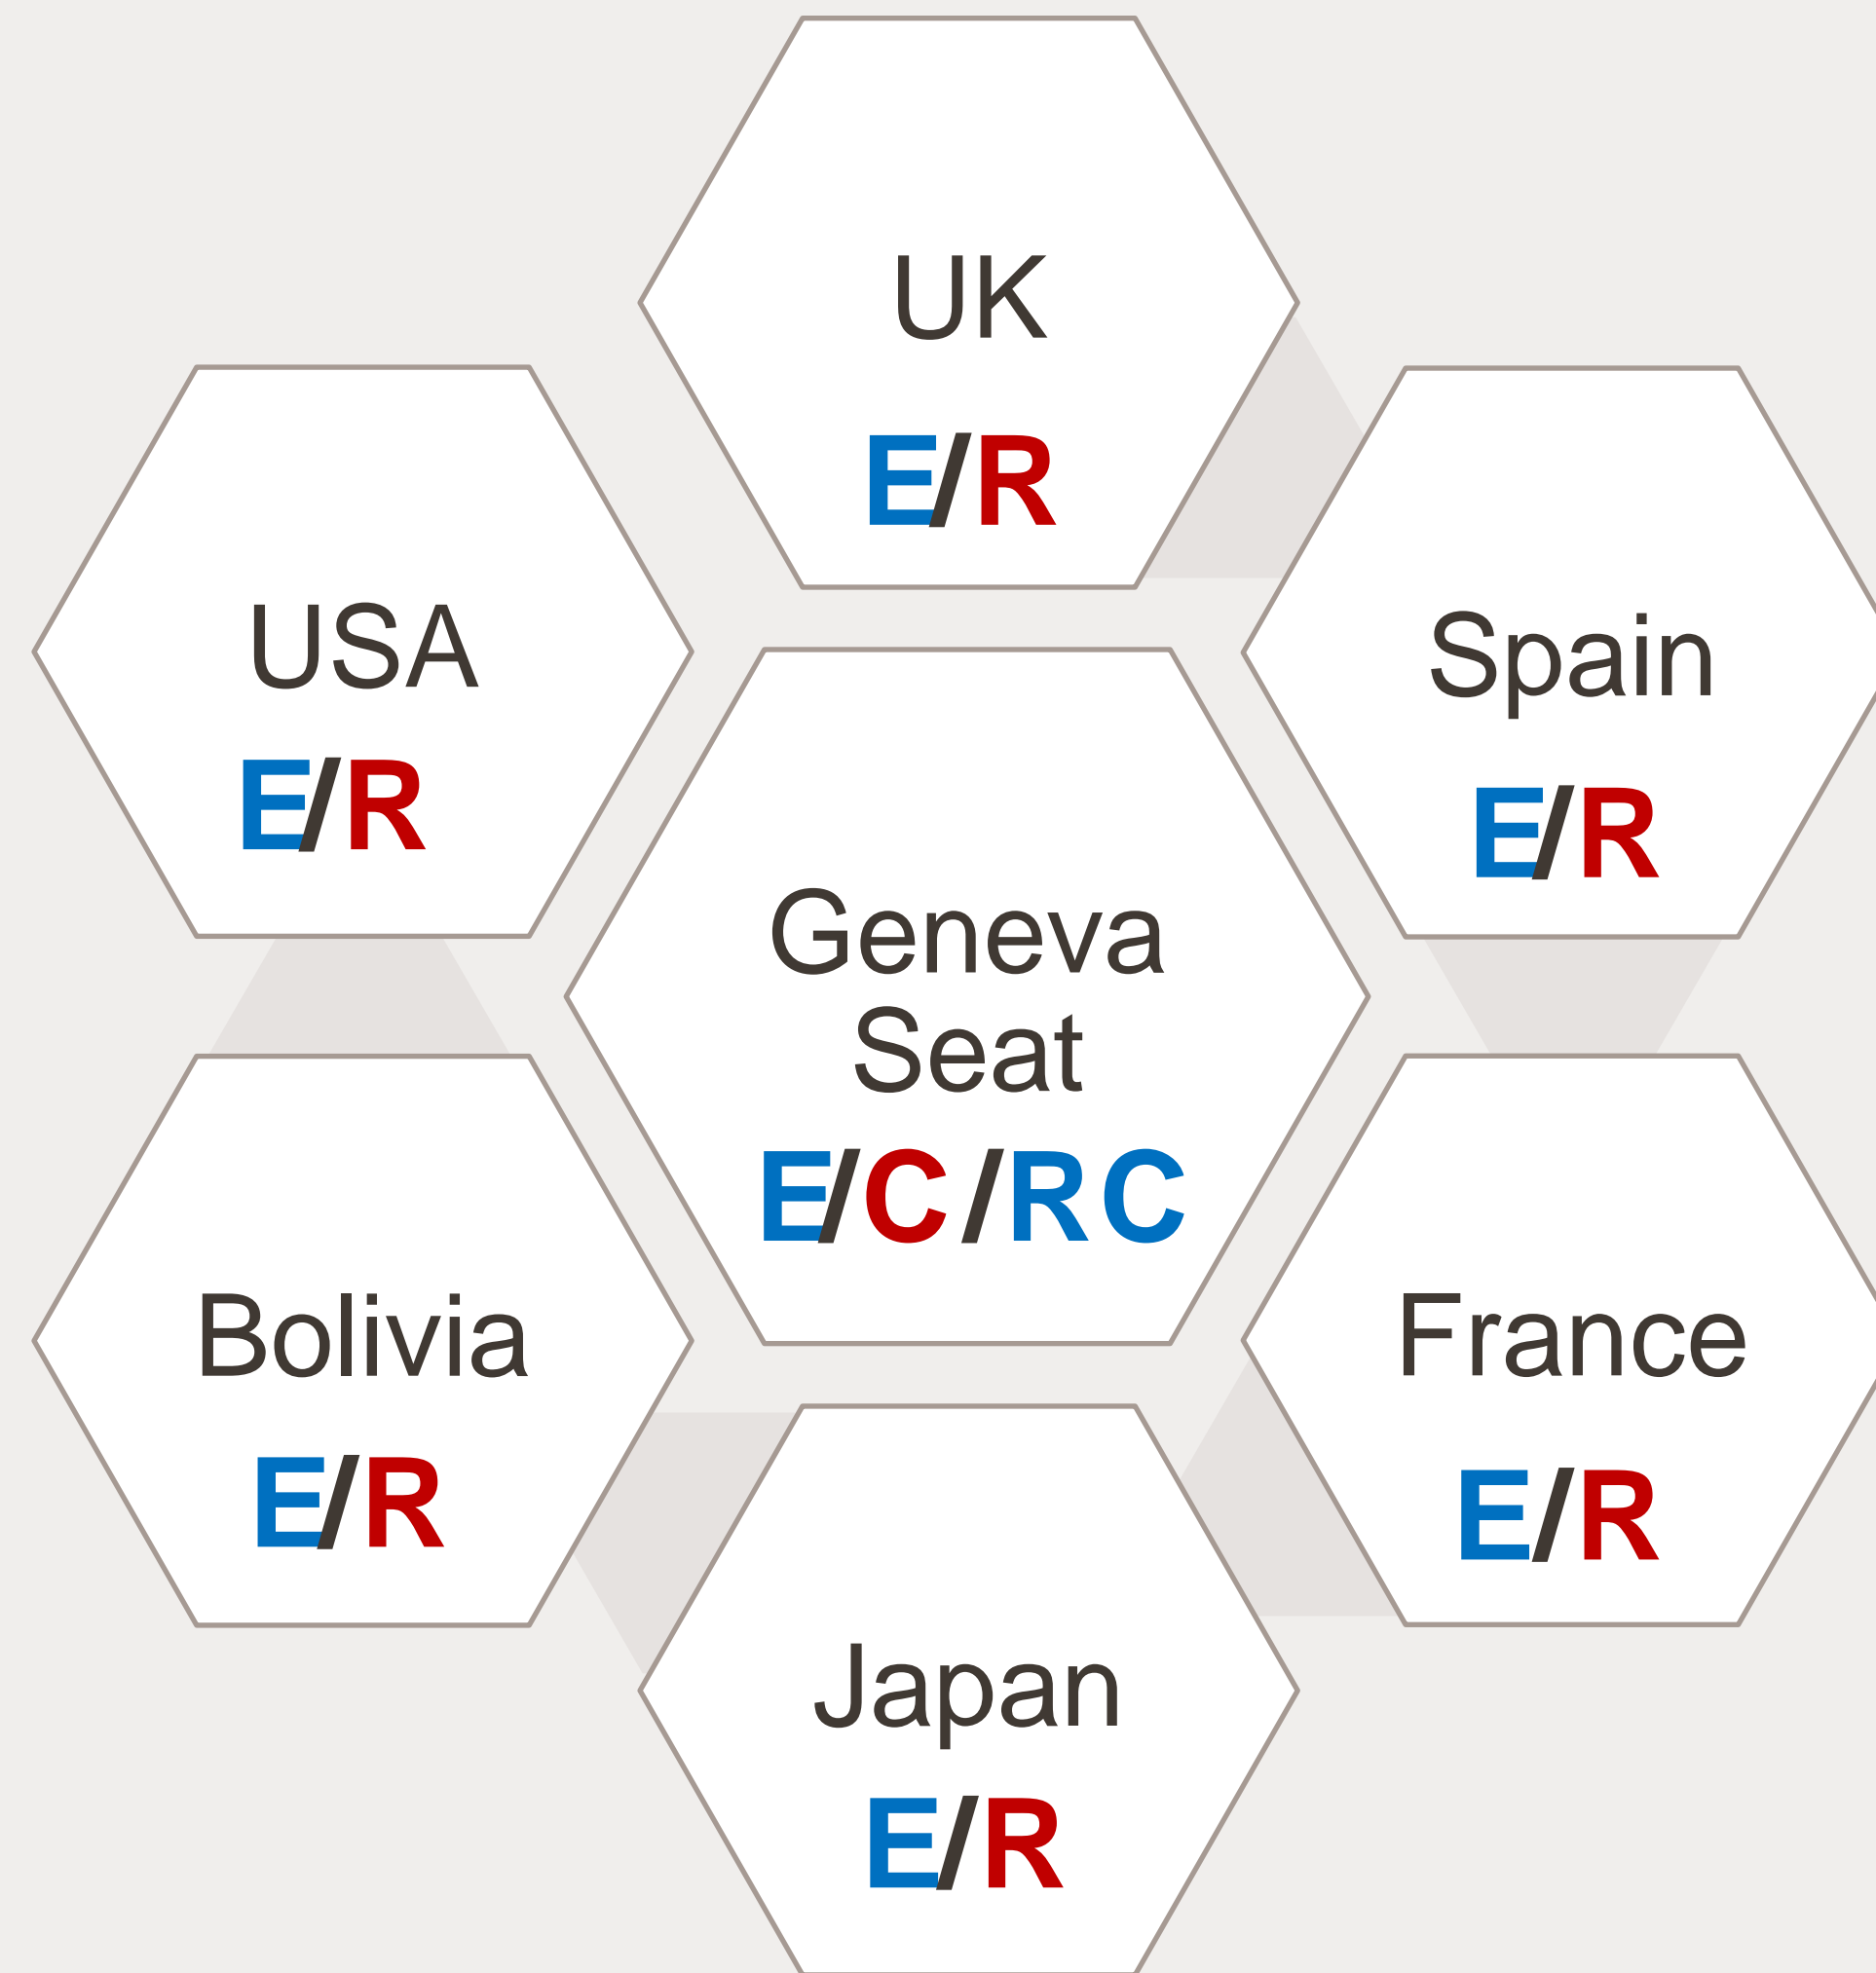 UK
E/R
USA
E/R
Spain
E/R
Geneva
Seat
E/C/RC
Bolivia
E/R
France
E/R
Japan
E/R